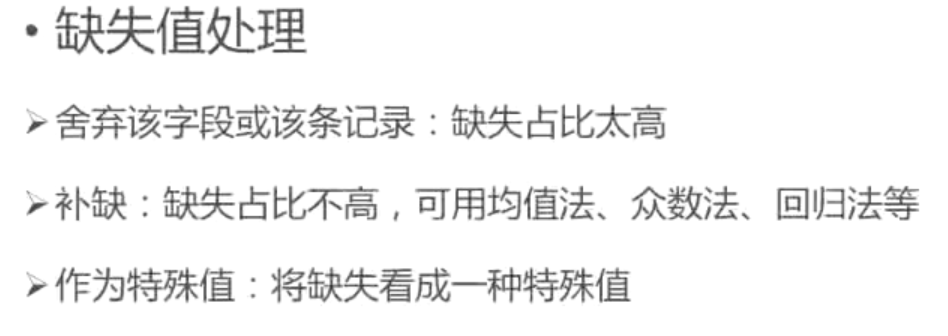 • 缺失值处理
➢舍弃该字段或该条记录：缺失占比太高
➢补缺：缺失占比不高，可用均值法、众数法、回归法等
➢作为特殊值：将缺失看成一种特殊值